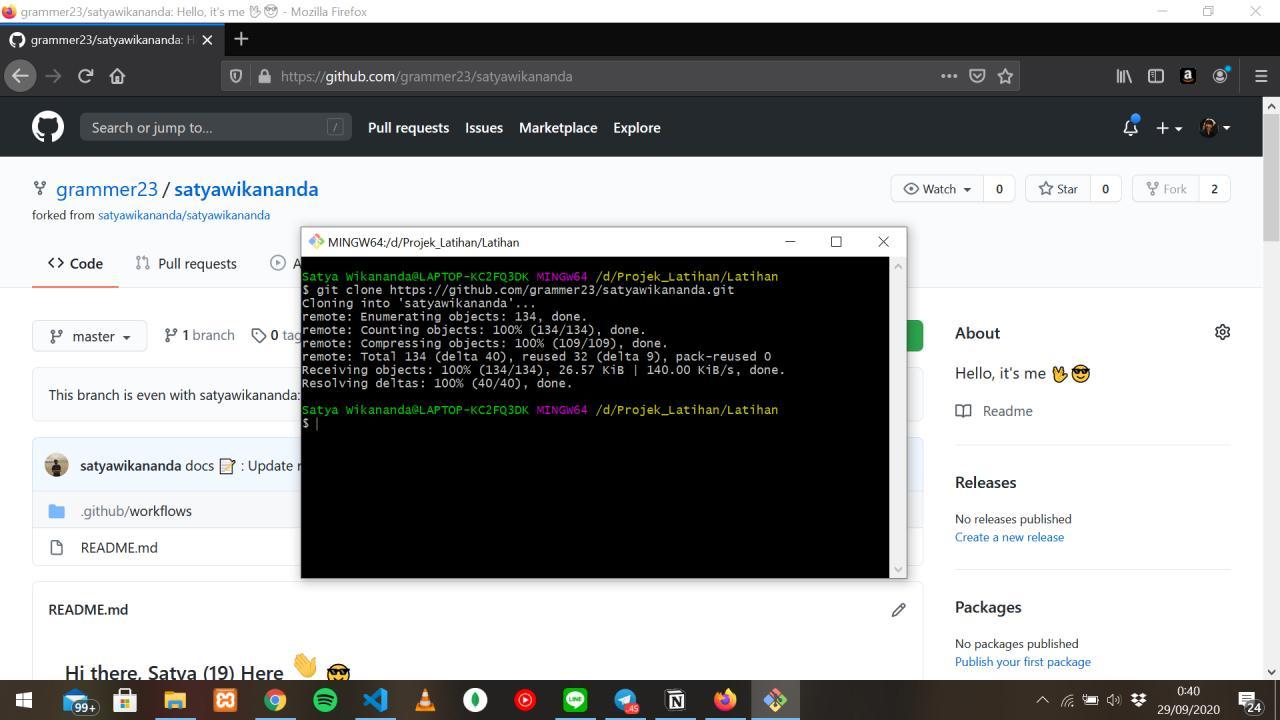 grammer23/satyawikananda: Hello, it's me 🖖😎 - Mozilla Firefox
grammer23/satyawikananda: H
https://github.com/grammer23/satyawikananda
Search or jump to... /
Pull requests Issues Marketplace Explore
grammer23 / satyawikananda
Watch 0 Star 0 Fork 2
forked from satyawikananda/satyawikananda
Code Pull requests
master 1 branch 0
This branch is even with satyawikananda:
satyawikananda docs 📝 : Update
.github/workflows
README.md
README.md
Hi there, Satya (19) Here 👋 😎
MINGW64:/d/Projek_Latihan/Latihan
Satya Wikananda@LAPTOP-KC2FQ3DK MINGW64 /d/Projek_Latihan/Latihan
$ git clone https://github.com/grammer23/satyawikananda.git
Cloning into 'satyawikananda'...
remote: Enumerating objects: 134, done.
remote: Counting objects: 100% (134/134), done.
remote: Compressing objects: 100% (109/109), done.
remote: Total 134 (delta 40), reused 32 (delta 9), pack-reused 0
Receiving objects: 100% (134/134), 26.57 KiB | 140.00 KiB/s, done.
Resolving deltas: 100% (40/40), done.
Satya Wikananda@LAPTOP-KC2FQ3DK MINGW64 /d/Projek_Latihan/Latihan
$
About
Hello, it's me 🖖😎
Readme
Releases
No releases published
Create a new release
Packages
No packages published
Publish your first package
99+
LINE
45
0:40
29/09/2020
24